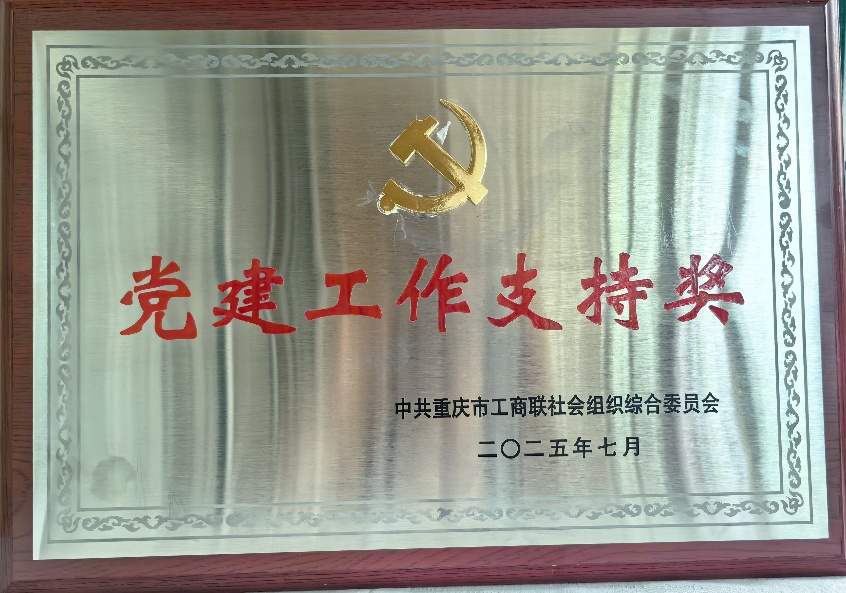 党建工作支持奖
中共重庆市工商联社会组织综合委员会
二〇二五年七月